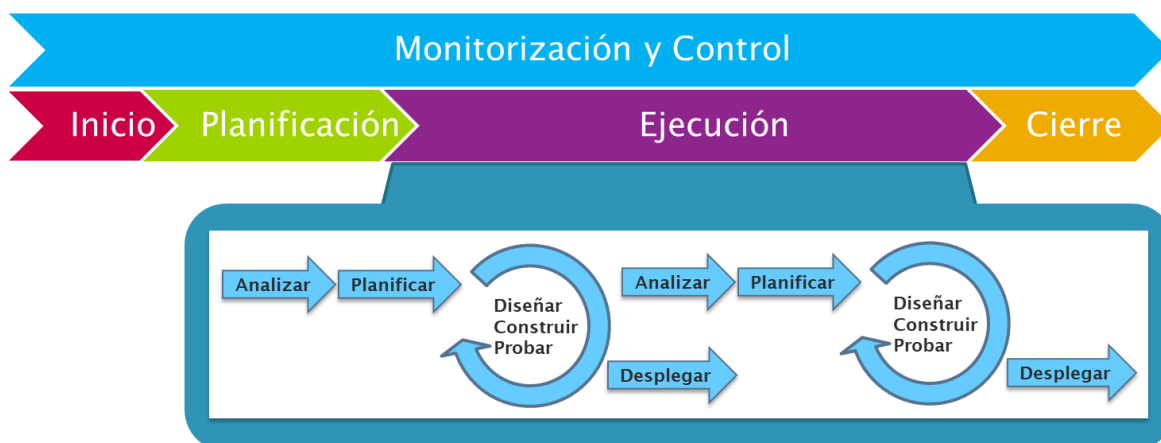 Monitorización y Control
Inicio
Planificación
Ejecución
Cierre
Analizar
Planificar
Diseñar
Construir
Probar
Desplegar
Analizar
Planificar
Diseñar
Construir
Probar
Desplegar